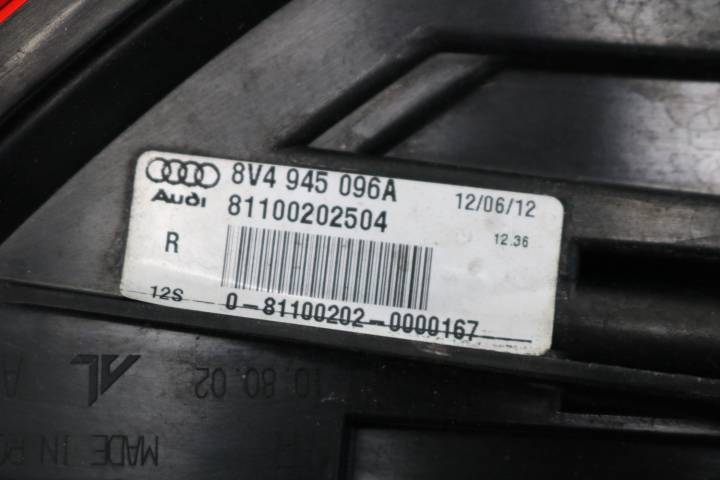 8V4 945 096A
Audi
81100202504
12/06/12
R
12.36
12S
0-81100202-0000167
AL
10.80.02
MADE IN